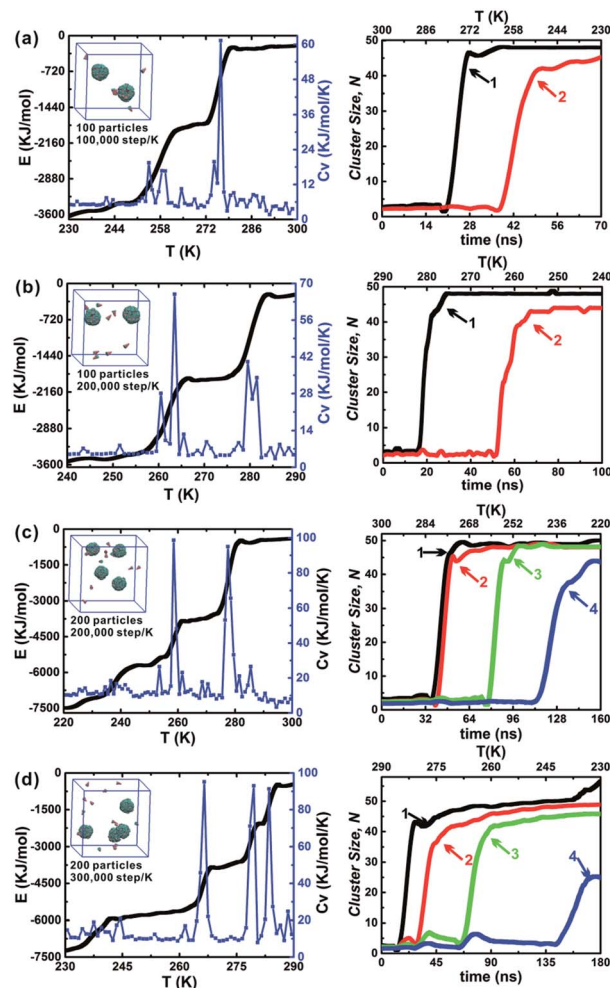 (a)
100 particles
100,000 step/K
E (KJ/mol)
0
-720
-1440
-2160
-2880
-3600
230 244 258 272 286 300
T (K)
Cv (KJ/mol/K)
T (K)
300 286 272 258 244 230
Cluster Size, N
50
40
30
20
10
0
1
2
0 14 28 42 56 70
time (ns)
(b)
100 particles
200,000 step/K
E (KJ/mol)
0
-720
-1440
-2160
-2880
-3600
240 250 260 270 280 290
T (K)
Cv (KJ/mol/K)
T(K)
290 280 270 260 250 240
Cluster Size, N
50
40
30
20
10
0
1
2
0 20 40 60 80 100
time (ns)
(c)
200 particles
200,000 step/K
E (KJ/mol)
0
-1500
-3000
-4500
-6000
-7500
220 240 260 280 300
T (K)
Cv (KJ/mol/K)
100
80
60
40
20
0
T(K)
300 284 268 252 236 220
Cluster Size, N
50
40
30
20
10
0
1
2
3
4
0 32 64 96 128 160
time (ns)
(d)
200 particles
300,000 step/K
E (KJ/mol)
0
-1500
-3000
-4500
-6000
-7500
230 245 260 275 290
T (K)
Cv (KJ/mol/K)
100
80
60
40
20
0
T(K)
290 275 260 245 230
Cluster Size, N
50
40
30
20
10
0
1
2
3
4
0 45 90 135 180
time (ns)